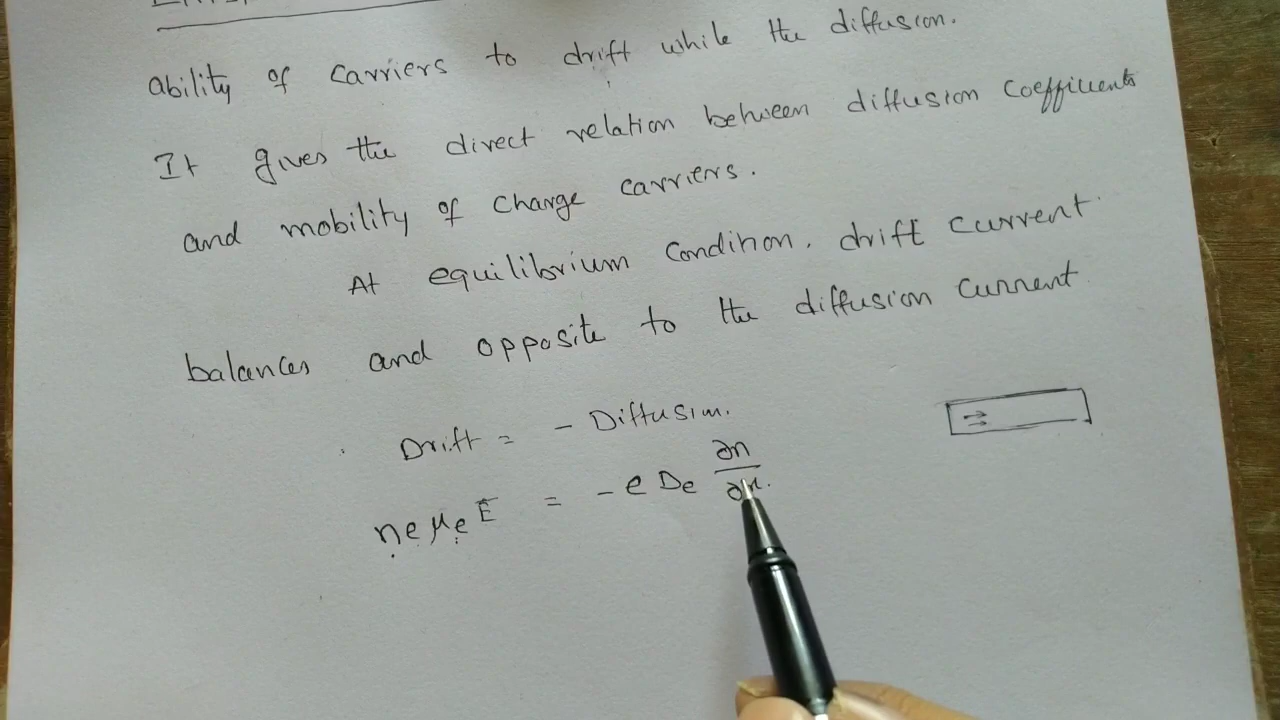 ability of carriers to drift while the diffusion.
It gives the direct relation between diffusion coefficients
and mobility of charge carriers.
At equilibrium condition, drift current
balances and opposite to the diffusion current
Drift = - Diffusion.
neμₑE = - e Dₑ ∂n/∂x.